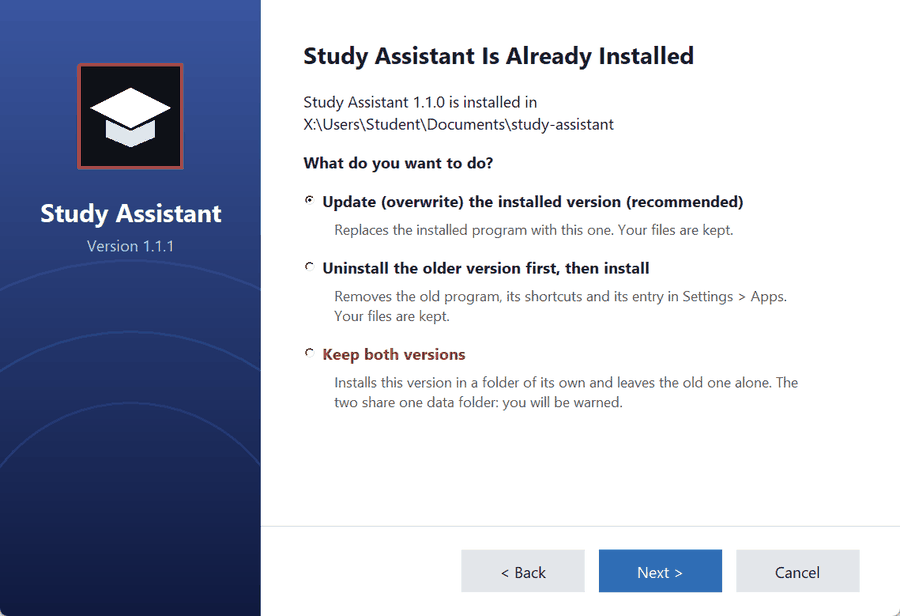 Study Assistant
Version 1.1.1
Study Assistant Is Already Installed
Study Assistant 1.1.0 is installed in
X:\Users\Student\Documents\study-assistant
What do you want to do?
Update (overwrite) the installed version (recommended)
Replaces the installed program with this one. Your files are kept.
Uninstall the older version first, then install
Removes the old program, its shortcuts and its entry in Settings > Apps.
Your files are kept.
Keep both versions
Installs this version in a folder of its own and leaves the old one alone. The
two share one data folder: you will be warned.
< Back
Next >
Cancel